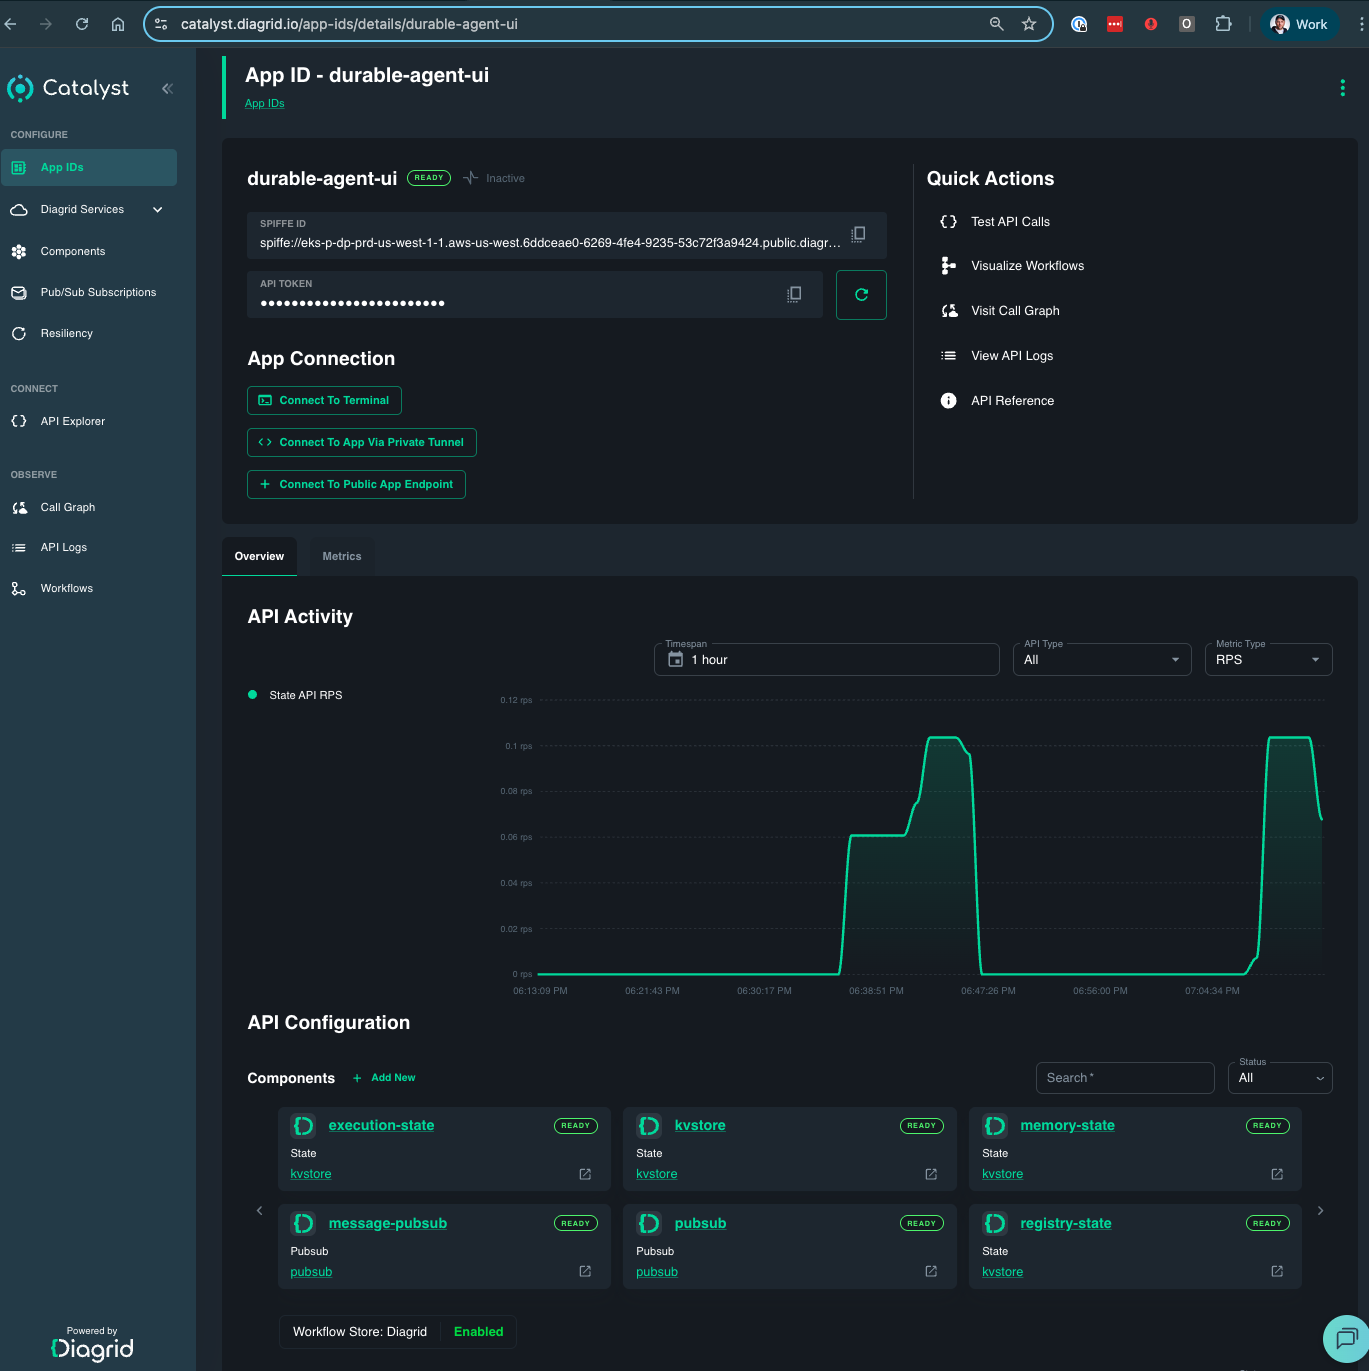 catalyst.diagrid.io/app-ids/details/durable-agent-ui
O
Work
Catalyst
CONFIGURE
App IDs
Diagrid Services
Components
Pub/Sub Subscriptions
Resiliency
CONNECT
API Explorer
OBSERVE
Call Graph
API Logs
Workflows
Powered by
Diagrid
App ID - durable-agent-ui
App IDs
durable-agent-ui READY Inactive
SPIFFE ID
spiffe://eks-p-dp-prd-us-west-1-1.aws-us-west.6ddceae0-6269-4fe4-9235-53c72f3a9424.public.diagr...
API TOKEN
••••••••••••••••••••••••
App Connection
Connect To Terminal
Connect To App Via Private Tunnel
Connect To Public App Endpoint
Quick Actions
Test API Calls
Visualize Workflows
Visit Call Graph
View API Logs
API Reference
Overview Metrics
API Activity
Timespan
1 hour
API Type
All
Metric Type
RPS
State API RPS
0.12 rps
0.1 rps
0.08 rps
0.06 rps
0.04 rps
0.02 rps
0 rps
06:13:09 PM 06:21:43 PM 06:30:17 PM 06:38:51 PM 06:47:26 PM 06:56:00 PM 07:04:34 PM
API Configuration
Components + Add New
Search*
Status
All
execution-state READY
State
kvstore
kvstore READY
State
kvstore
memory-state READY
State
kvstore
message-pubsub READY
Pubsub
pubsub
pubsub READY
Pubsub
pubsub
registry-state READY
State
kvstore
Workflow Store: Diagrid Enabled